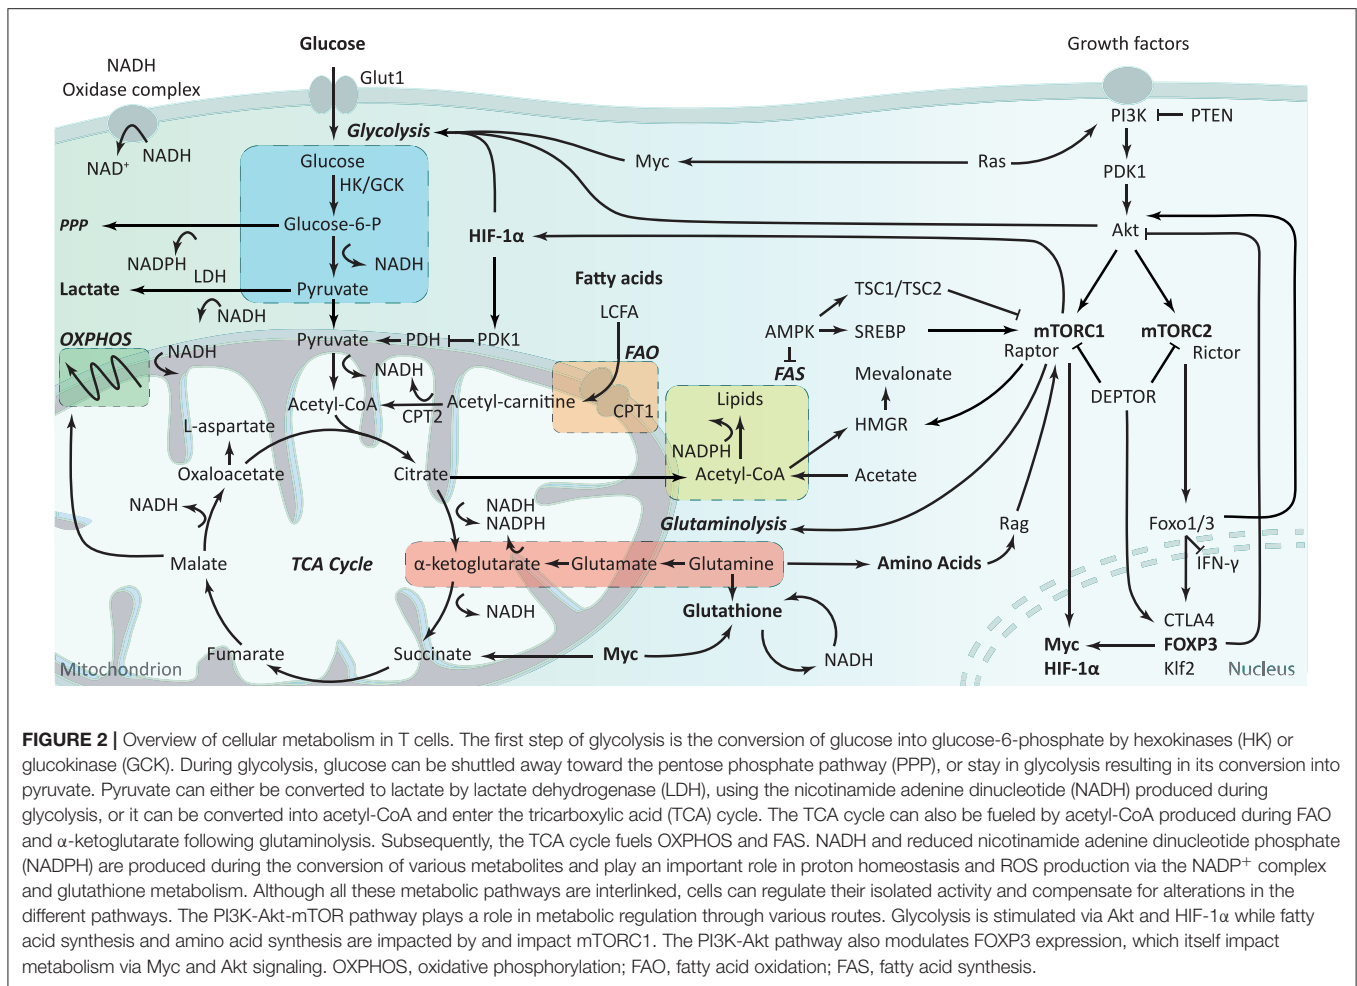 Glucose
Growth factors
NADH
Oxidase complex
Glut1
Glycolysis
PI3K
PTEN
NAD+
NADH
Glucose
HK/GCK
Myc
Ras
PDK1
PPP
Glucose-6-P
HIF-1α
Akt
NADPH
NADH
LDH
Lactate
Pyruvate
Fatty acids
TSC1/TSC2
NADH
LCFA
OXPHOS
Pyruvate
PDH
PDK1
AMPK
SREBP
mTORC1
mTORC2
NADH
NADH
FAO
Raptor
Rictor
FAS
Mevalonate
Acetyl-CoA
CPT2
Acetyl-carnitine
CPT1
Lipids
DEPTOR
L-aspartate
HMGR
NADPH
Oxaloacetate
Citrate
Acetyl-CoA
Acetate
NADH
NADH
NADPH
Glutaminolysis
Rag
Foxo1/3
Malate
TCA Cycle
α-ketoglutarate
Glutamate
Glutamine
Amino Acids
IFN-γ
NADH
Glutathione
CTLA4
Fumarate
Succinate
Myc
NADH
Myc
FOXP3
Mitochondrion
HIF-1α
Klf2
Nucleus
FIGURE 2 | Overview of cellular metabolism in T cells. The first step of glycolysis is the conversion of glucose into glucose-6-phosphate by hexokinases (HK) or
glucokinase (GCK). During glycolysis, glucose can be shuttled away toward the pentose phosphate pathway (PPP), or stay in glycolysis resulting in its conversion into
pyruvate. Pyruvate can either be converted to lactate by lactate dehydrogenase (LDH), using the nicotinamide adenine dinucleotide (NADH) produced during
glycolysis, or it can be converted into acetyl-CoA and enter the tricarboxylic acid (TCA) cycle. The TCA cycle can also be fueled by acetyl-CoA produced during FAO
and α-ketoglutarate following glutaminolysis. Subsequently, the TCA cycle fuels OXPHOS and FAS. NADH and reduced nicotinamide adenine dinucleotide phosphate
(NADPH) are produced during the conversion of various metabolites and play an important role in proton homeostasis and ROS production via the NADP+ complex
and glutathione metabolism. Although all these metabolic pathways are interlinked, cells can regulate their isolated activity and compensate for alterations in the
different pathways. The PI3K-Akt-mTOR pathway plays a role in metabolic regulation through various routes. Glycolysis is stimulated via Akt and HIF-1α while fatty
acid synthesis and amino acid synthesis are impacted by and impact mTORC1. The PI3K-Akt pathway also modulates FOXP3 expression, which itself impact
metabolism via Myc and Akt signaling. OXPHOS, oxidative phosphorylation; FAO, fatty acid oxidation; FAS, fatty acid synthesis.